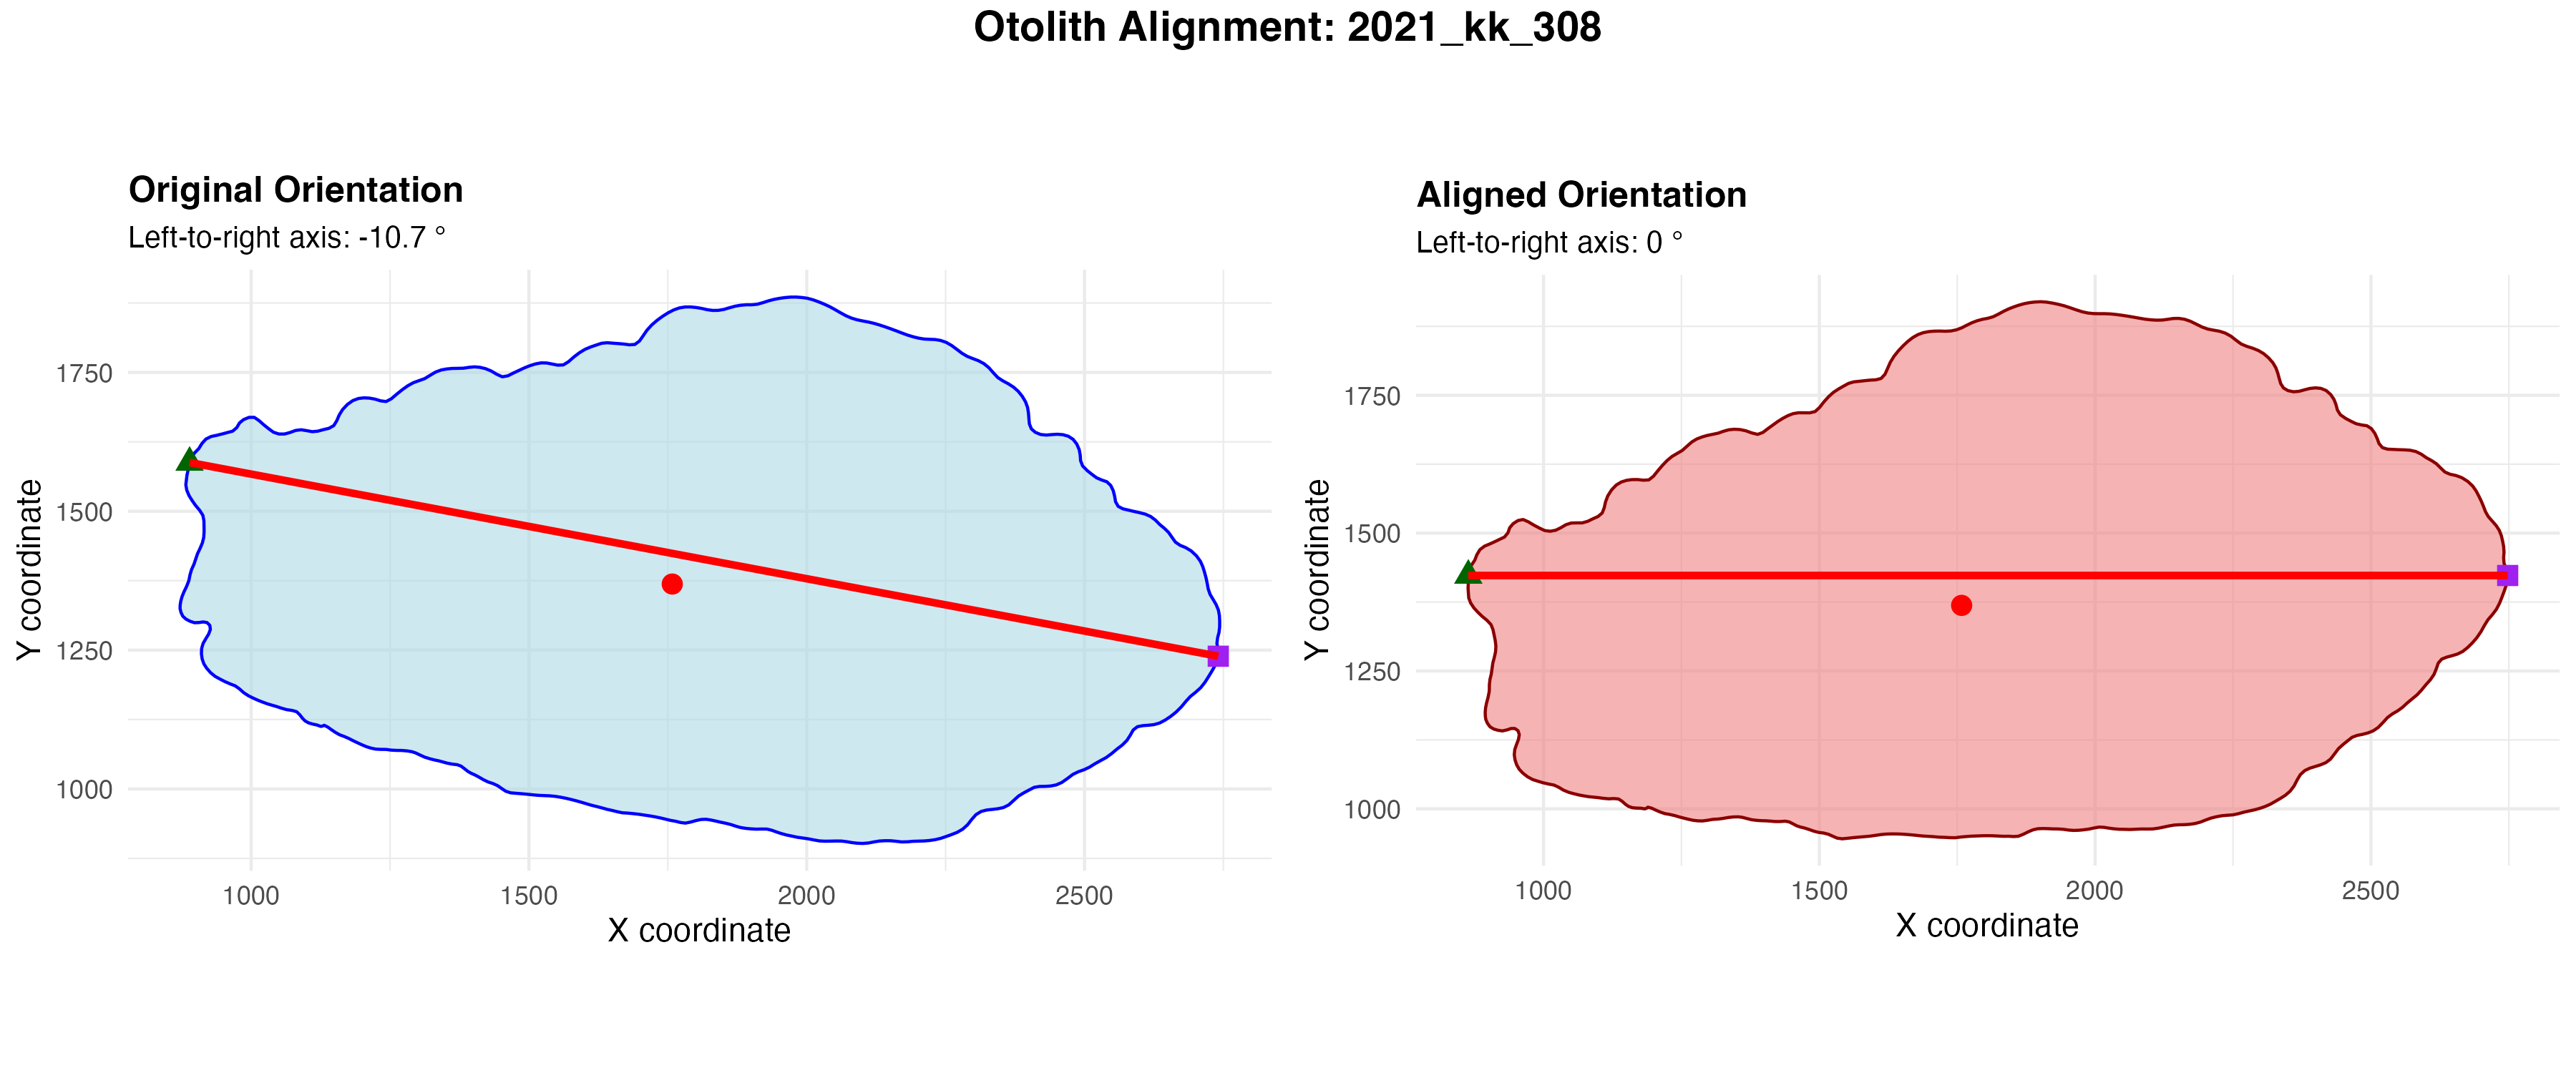 Otolith Alignment: 2021_kk_308
Original Orientation
Left-to-right axis: -10.7 °
Y coordinate
1750
1500
1250
1000
1000 1500 2000 2500
X coordinate
Aligned Orientation
Left-to-right axis: 0 °
Y coordinate
1750
1500
1250
1000
1000 1500 2000 2500
X coordinate